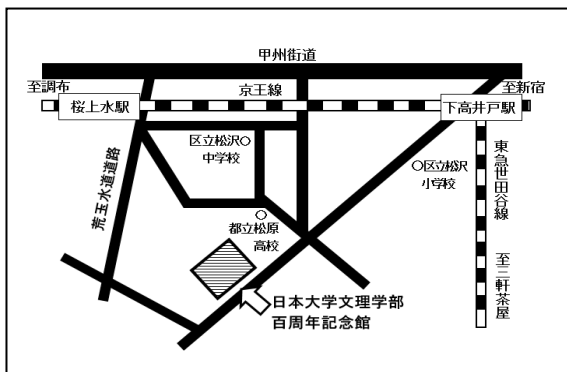 甲州街道
至調布
京王線
至新宿
桜上水駅
下高井戸駅
区立松沢
中学校
東急世田谷線
区立松沢
小学校
荒玉水道道路
都立松原
高校
至三軒茶屋
日本大学文理学部
百周年記念館